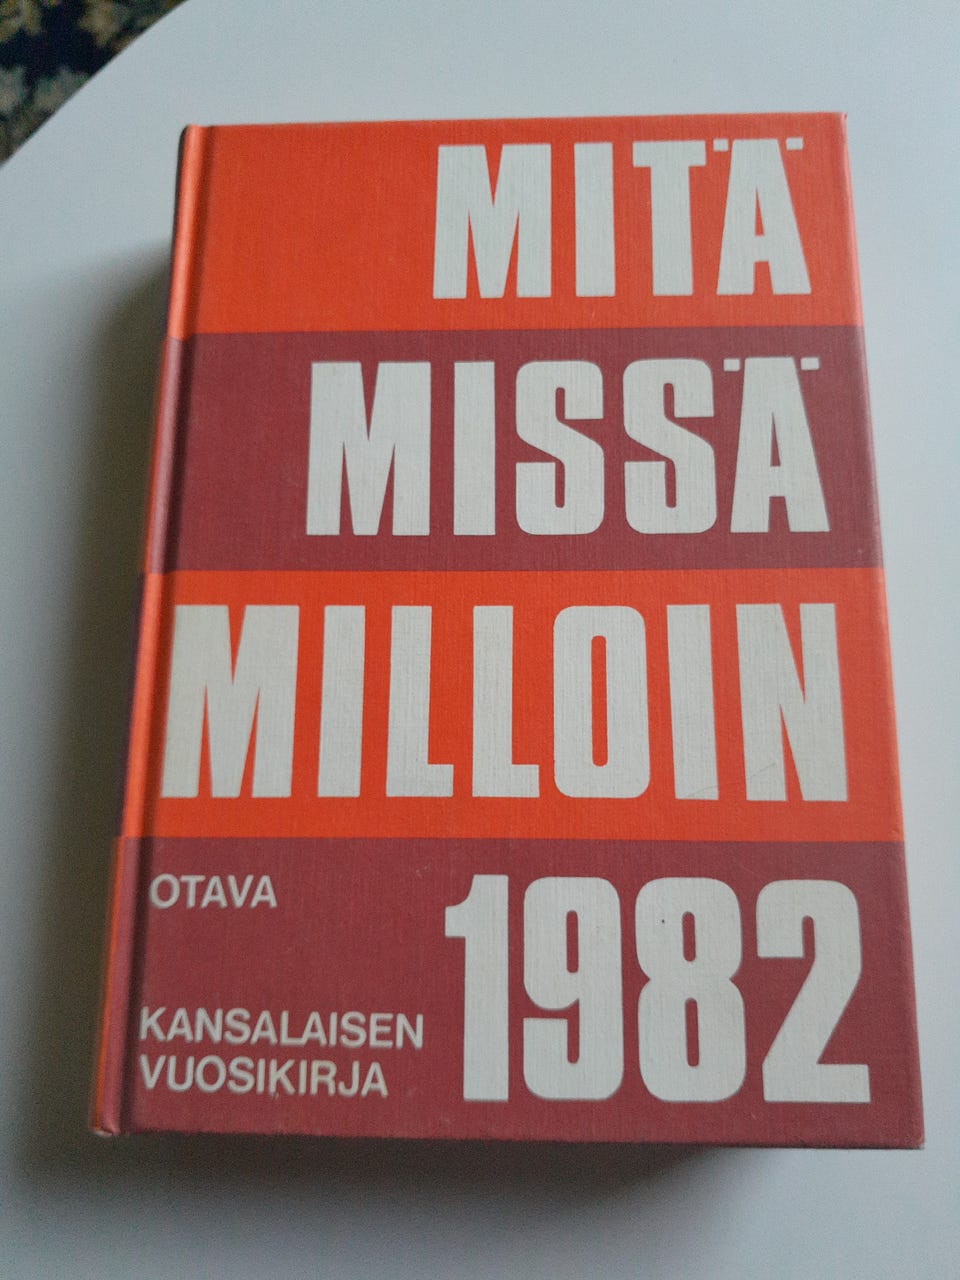 MITÄ
MISSÄ
MILLOIN
OTAVA
1982
KANSALAISEN
VUOSIKIRJA